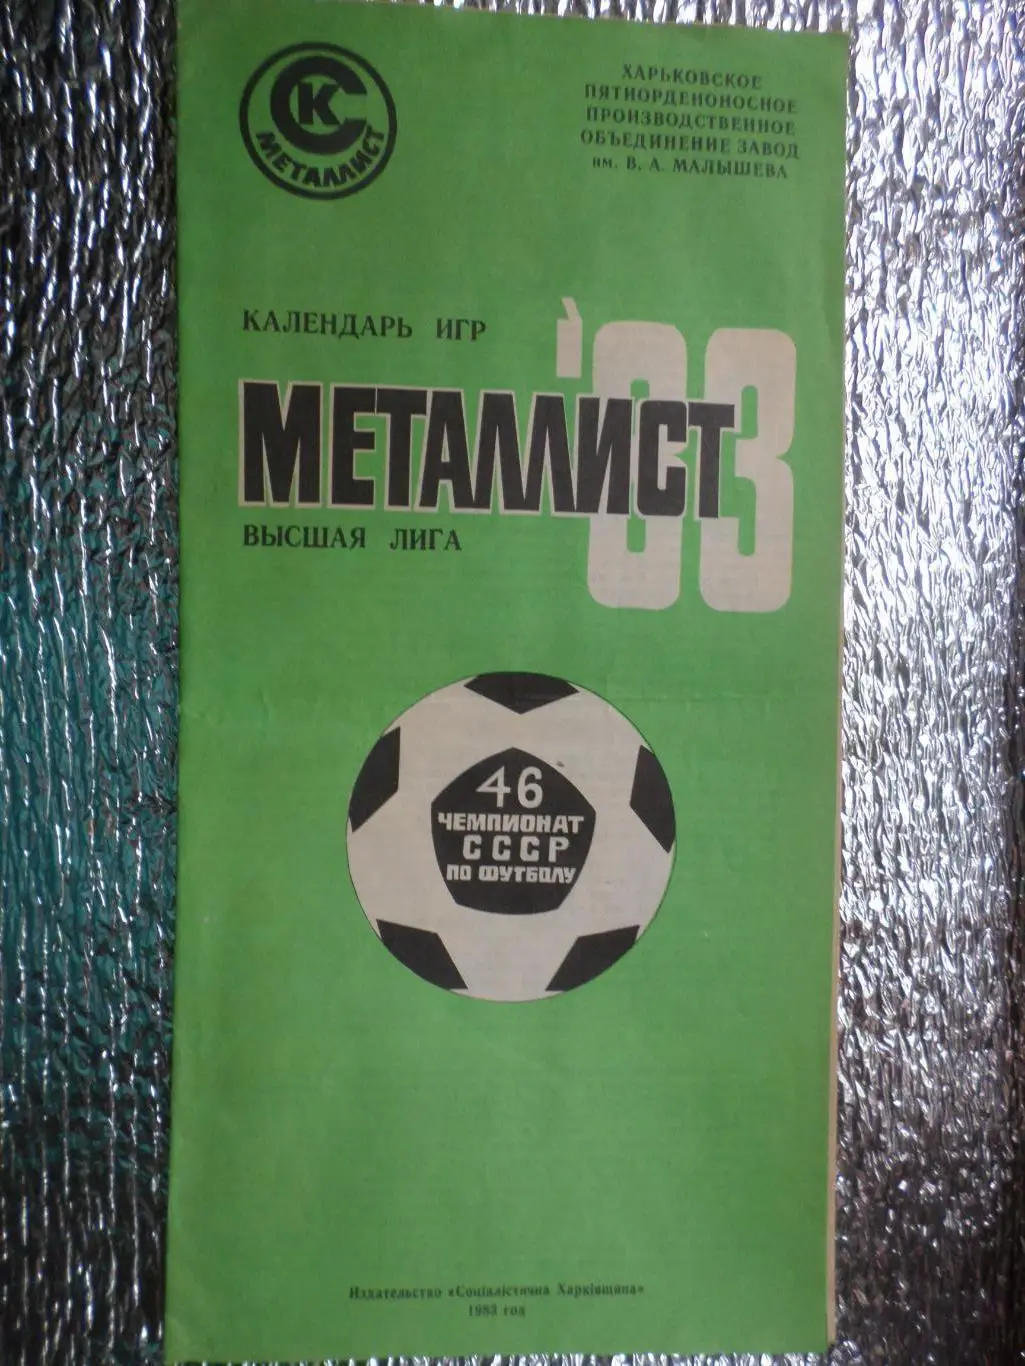 СК
МЕТАЛЛИСТ
ХАРЬКОВСКОЕ
ПЯТИОРДЕНОНОСНОЕ
ПРОИЗВОДСТВЕННОЕ
ОБЪЕДИНЕНИЕ ЗАВОД
им. В. А. МАЛЫШЕВА
КАЛЕНДАРЬ ИГР
'83
МЕТАЛЛИСТ
ВЫСШАЯ ЛИГА
46
ЧЕМПИОНАТ
СССР
ПО ФУТБОЛУ
Издательство «Соціалістична Харківщина»
1983 год